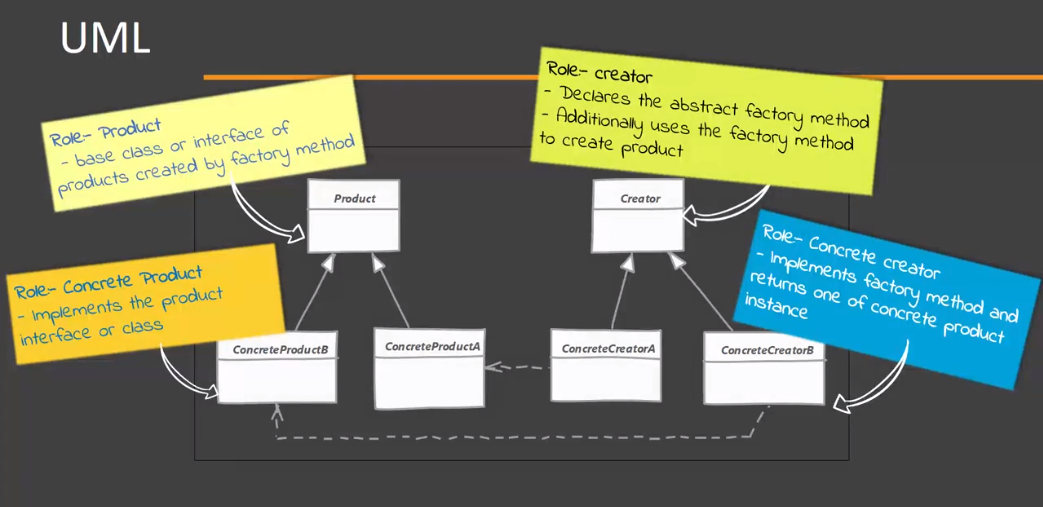 UML
Role- Product
- base class or interface of
products created by factory method
Role- creator
- Declares the abstract factory method
- Additionally uses the factory method
to create product
Product
Creator
Role- Concrete Product
- Implements the product
interface or class
Role- Concrete creator
- Implements factory method and
returns one of concrete product
instance
ConcreteProductB
ConcreteProductA
ConcreteCreatorA
ConcreteCreatorB